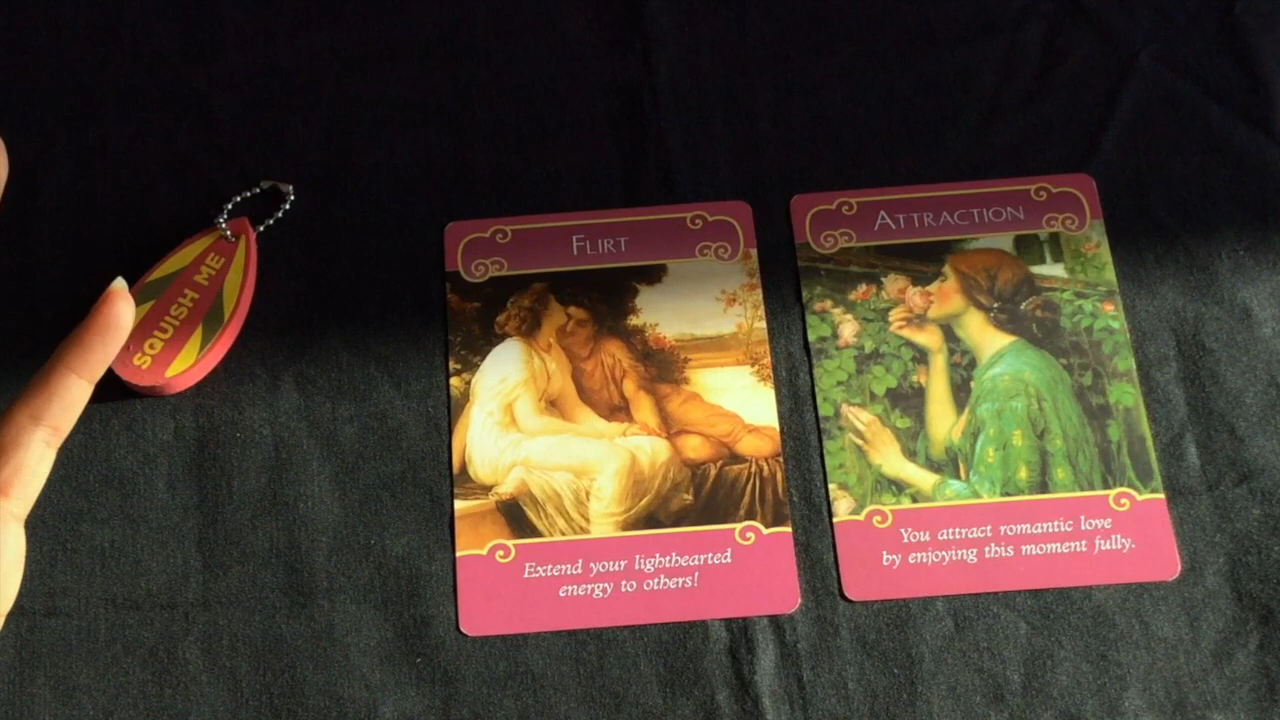 SQUISH ME
FLIRT
Extend your lighthearted
energy to others!
ATTRACTION
You attract romantic love
by enjoying this moment fully.